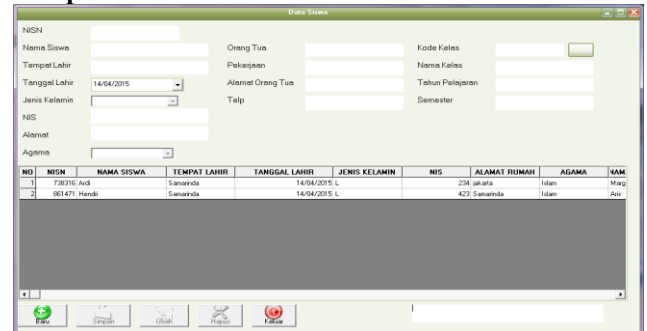 Data Siswa
NISN
Nama Siswa Orang Tua Kode Kelas
Tempat Lahir Pekerjaan Nama Kelas
Tanggal Lahir 14/04/2015 Alamat Orang Tua Tahun Pelajaran
Jenis Kelamin Telp Semester
NIS
Alamat
Agama
NO NISN NAMA SISWA TEMPAT LAHIR TANGGAL LAHIR JENIS KELAMIN NIS ALAMAT RUMAH AGAMA NAM
1 738316 Ardi Samarinda 14/04/2015 L 234 jakarta Islam Marg
2 861471 Hendri Samarinda 14/04/2015 L 423 Samarinda Islam Aris
Baru Simpan Ubah Hapus Keluar